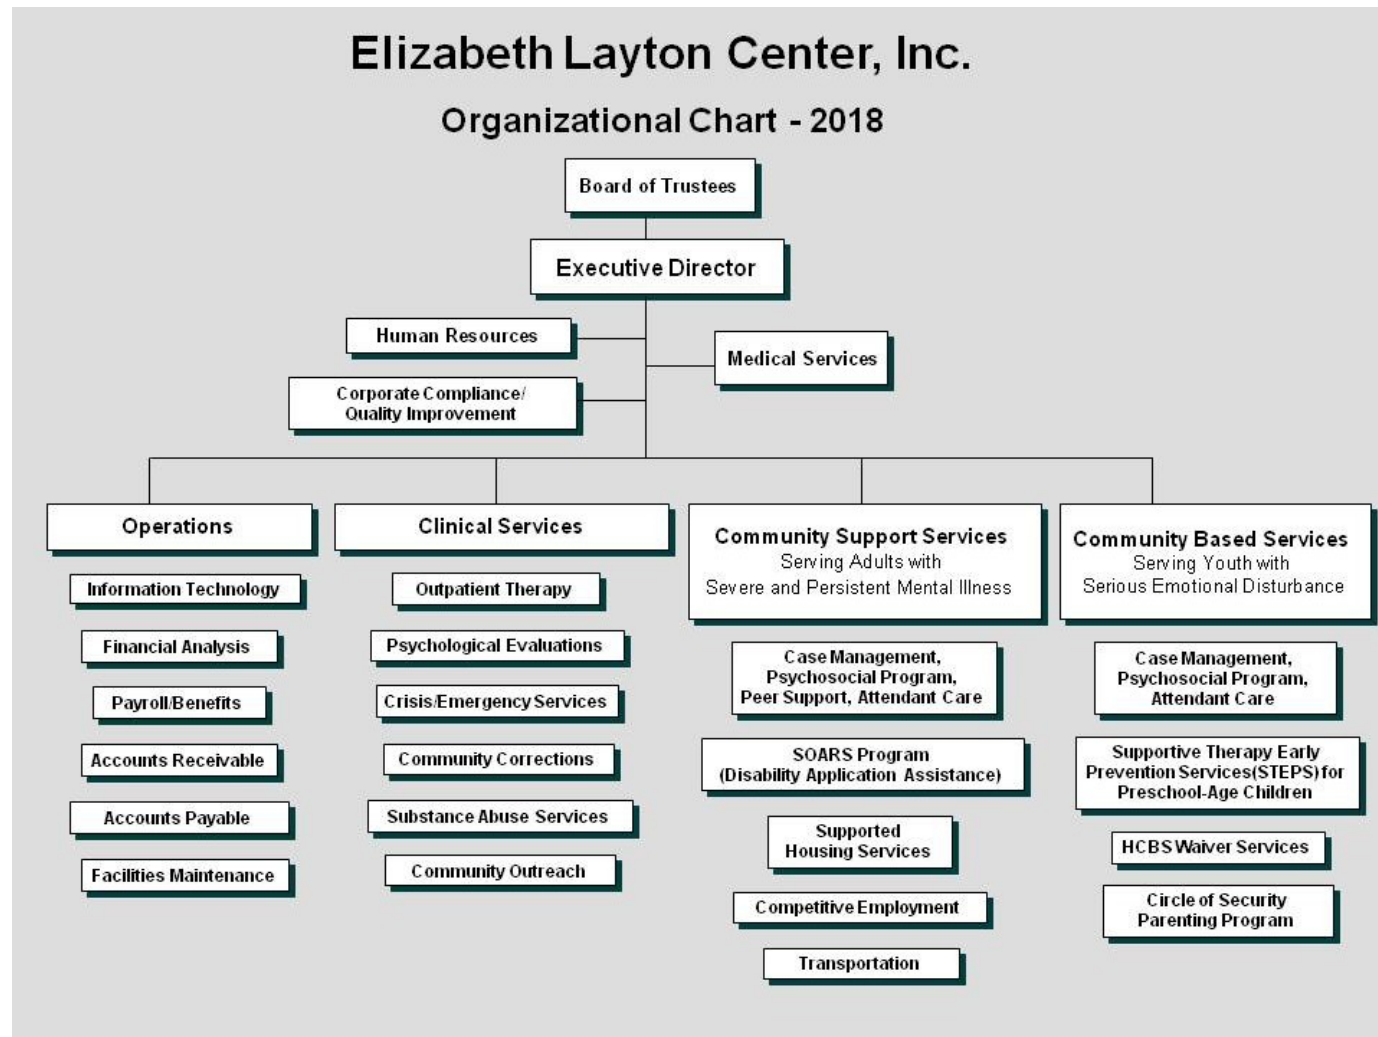 Elizabeth Layton Center, Inc.
Organizational Chart - 2018
Board of Trustees
Executive Director
Human Resources
Medical Services
Corporate Compliance/
Quality Improvement
Operations
Information Technology
Financial Analysis
Payroll/Benefits
Accounts Receivable
Accounts Payable
Facilities Maintenance
Clinical Services
Outpatient Therapy
Psychological Evaluations
Crisis/Emergency Services
Community Corrections
Substance Abuse Services
Community Outreach
Community Support Services
Serving Adults with
Severe and Persistent Mental Illness
Case Management,
Psychosocial Program,
Peer Support, Attendant Care
SOARS Program
(Disability Application Assistance)
Supported
Housing Services
Competitive Employment
Transportation
Community Based Services
Serving Youth with
Serious Emotional Disturbance
Case Management,
Psychosocial Program,
Attendant Care
Supportive Therapy Early
Prevention Services(STEPS) for
Preschool-Age Children
HCBS Waiver Services
Circle of Security
Parenting Program